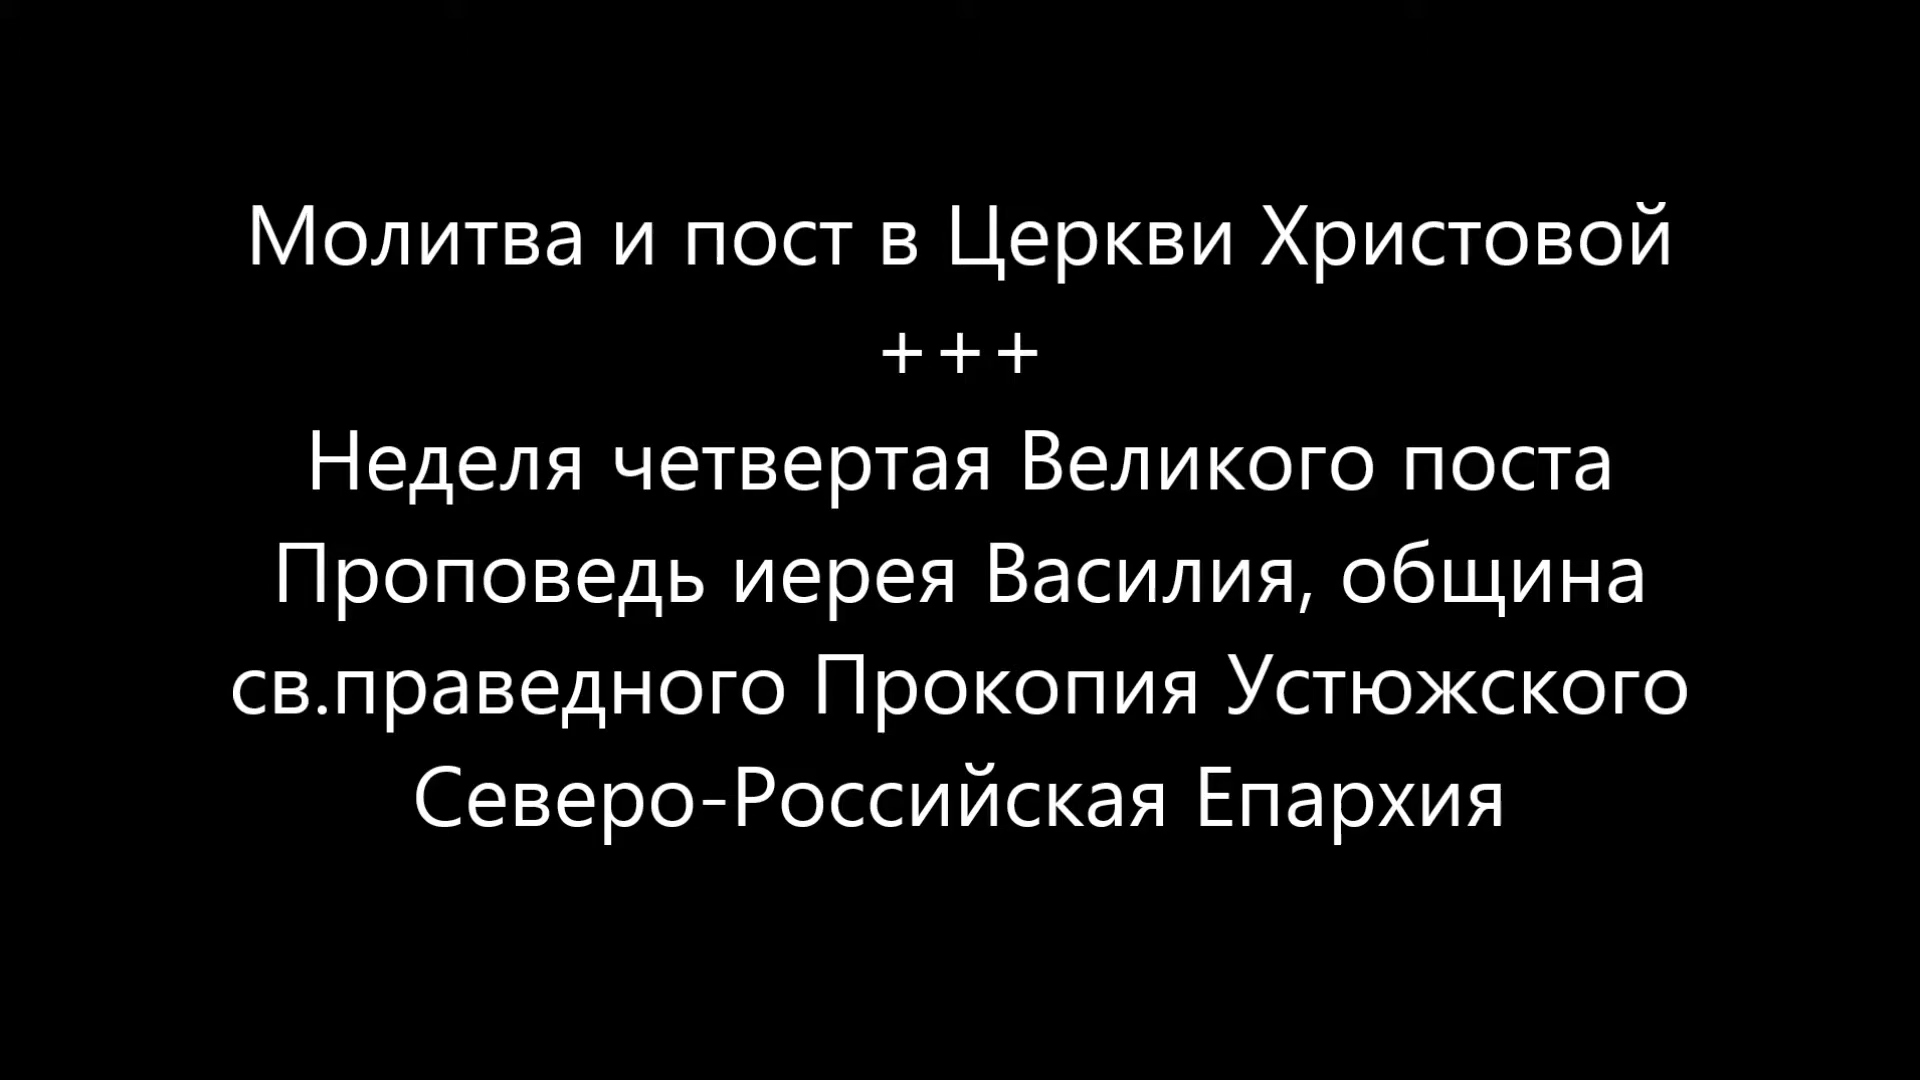 Молитва и пост в Церкви Христовой
+++
Неделя четвертая Великого поста
Проповедь иерея Василия, община
св.праведного Прокопия Устюжского
Северо-Российская Епархия